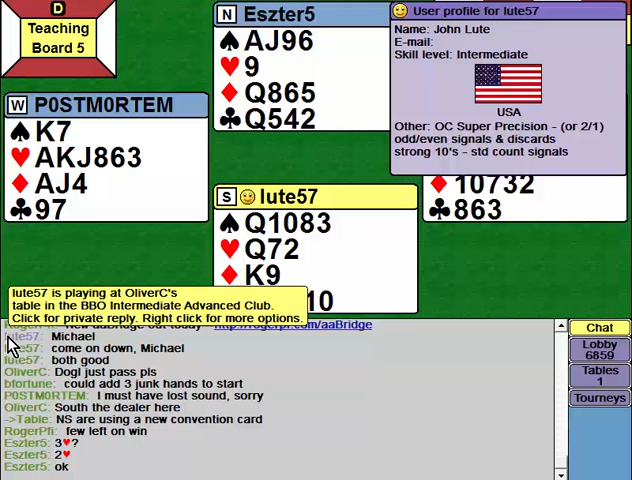 D
Teaching
Board 5
N Eszter5
♠ AJ96
♥ 9
♦ Q865
♣ Q542
User profile for lute57
Name: John Lute
E-mail:
Skill level: Intermediate
USA
Other: OC Super Precision - (or 2/1)
odd/even signals & discards
strong 10's - std count signals
W P0STM0RTEM
♠ K7
♥ AKJ863
♦ AJ4
♣ 97
♦ 10732
♣ 863
S lute57
♠ Q1083
♥ Q72
♦ K9
10
lute57 is playing at OliverC's
table in the BBO Intermediate Advanced Club.
Click for private reply. Right click for more options.
RogerPfi: New aaBridge out today - http://rogerpf.com/aaBridge
lute57: Michael
lute57: come on down, Michael
lute57: both good
OliverC: Dogl just pass pls
bfortune: could add 3 junk hands to start
P0STM0RTEM: I must have lost sound, sorry
OliverC: South the dealer here
->Table: NS are using a new convention card
RogerPfi: few left on win
Eszter5: 3♥?
Eszter5: 2♥
Eszter5: ok
Chat
Lobby
6859
Tables
1
Tourneys